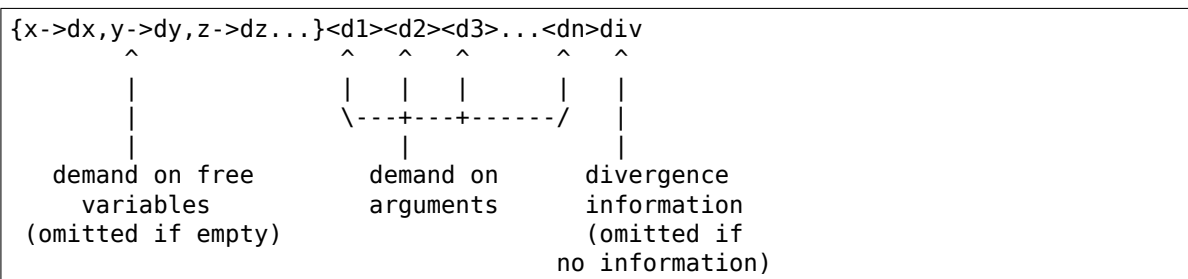 {x->dx,y->dy,z->dz...}<d1><d2><d3>...<dn>div
        ^                  ^   ^   ^      ^   ^
        |                  |   |   |      |   |
        |                  \---+---+------/   |
        |                      |              |
   demand on free        demand on      divergence
     variables           arguments      information
 (omitted if empty)                     (omitted if
                                      no information)